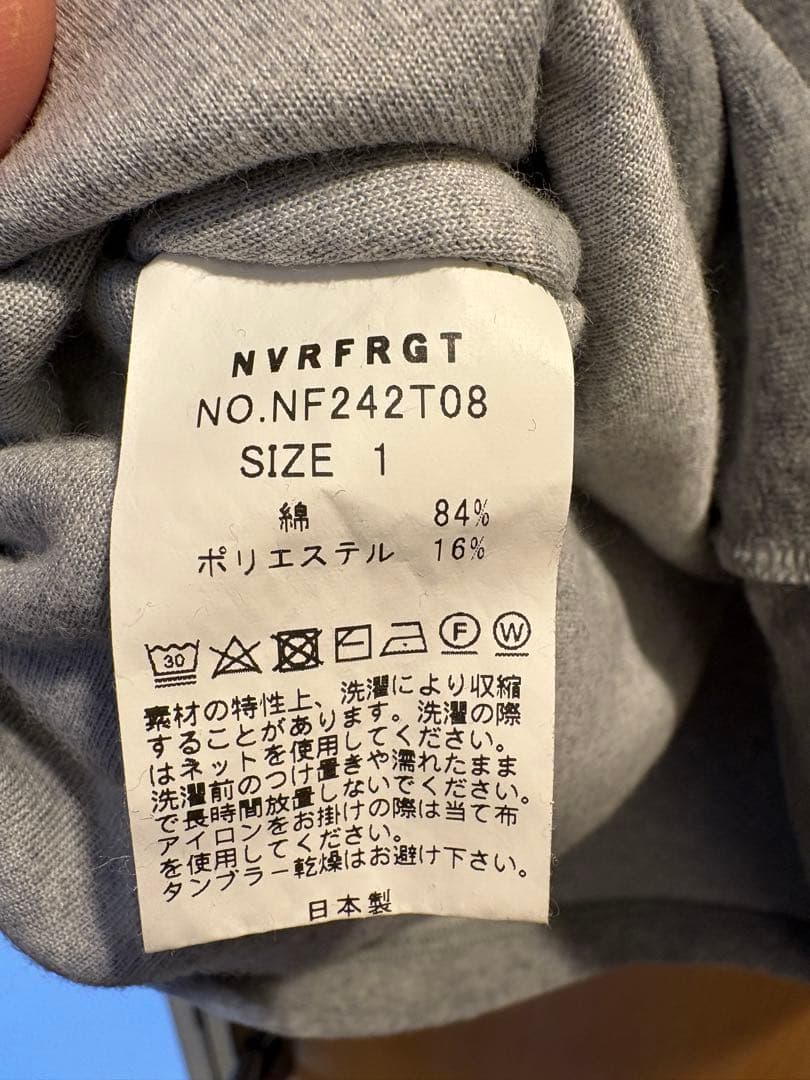 NVRFRGT
NO.NF242T08
SIZE 1
綿 84%
ポリエステル 16%
30 F W
素材の特性上、洗濯により収縮
することがあります。洗濯の際
はネットを使用してください。
洗濯前のつけ置きや濡れたまま
で長時間放置しないでください。
アイロンをお掛けの際は当て布
を使用してください。
タンブラー乾燥はお避け下さい。
日本製